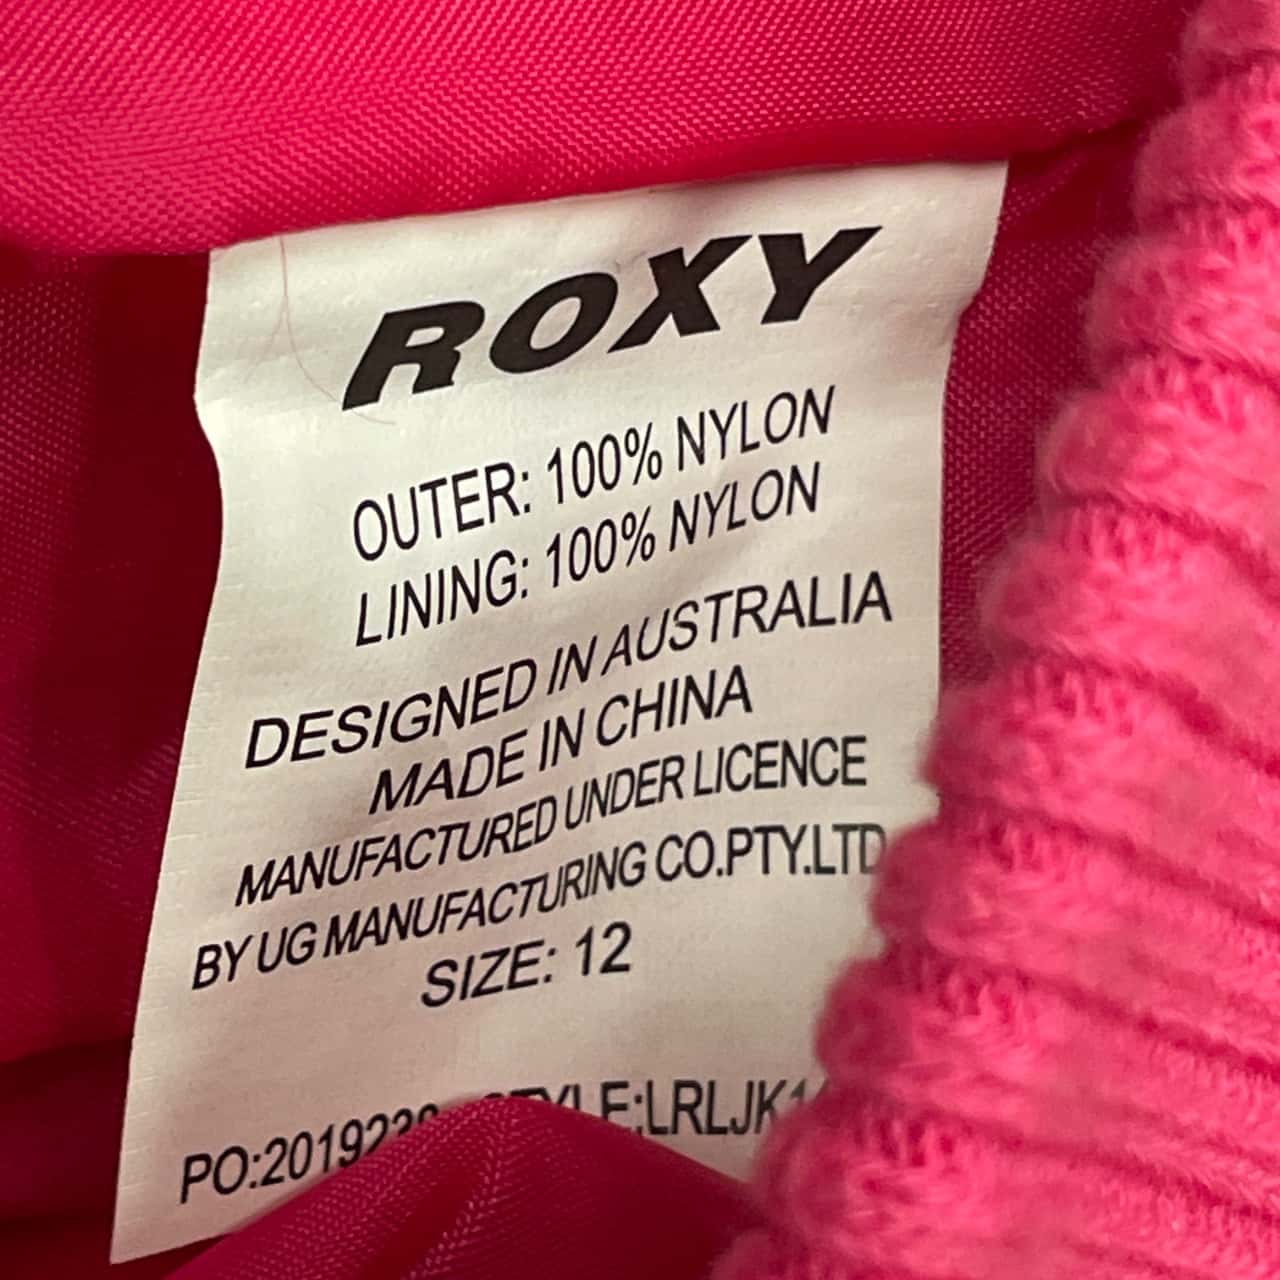 ROXY
OUTER: 100% NYLON
LINING: 100% NYLON
DESIGNED IN AUSTRALIA
MADE IN CHINA
MANUFACTURED UNDER LICENCE
BY UG MANUFACTURING CO.PTY.LTD
SIZE: 12